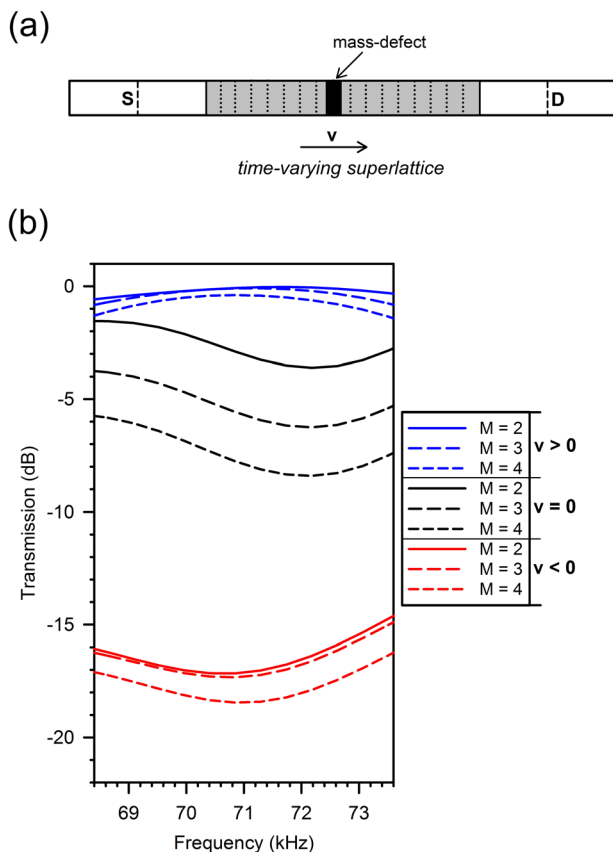 (a)
mass-defect
S
D
v
time-varying superlattice
(b)
0
-5
-10
-15
-20
Transmission (dB)
69 70 71 72 73
Frequency (kHz)
M = 2
M = 3
M = 4
v > 0
M = 2
M = 3
M = 4
v = 0
M = 2
M = 3
M = 4
v < 0